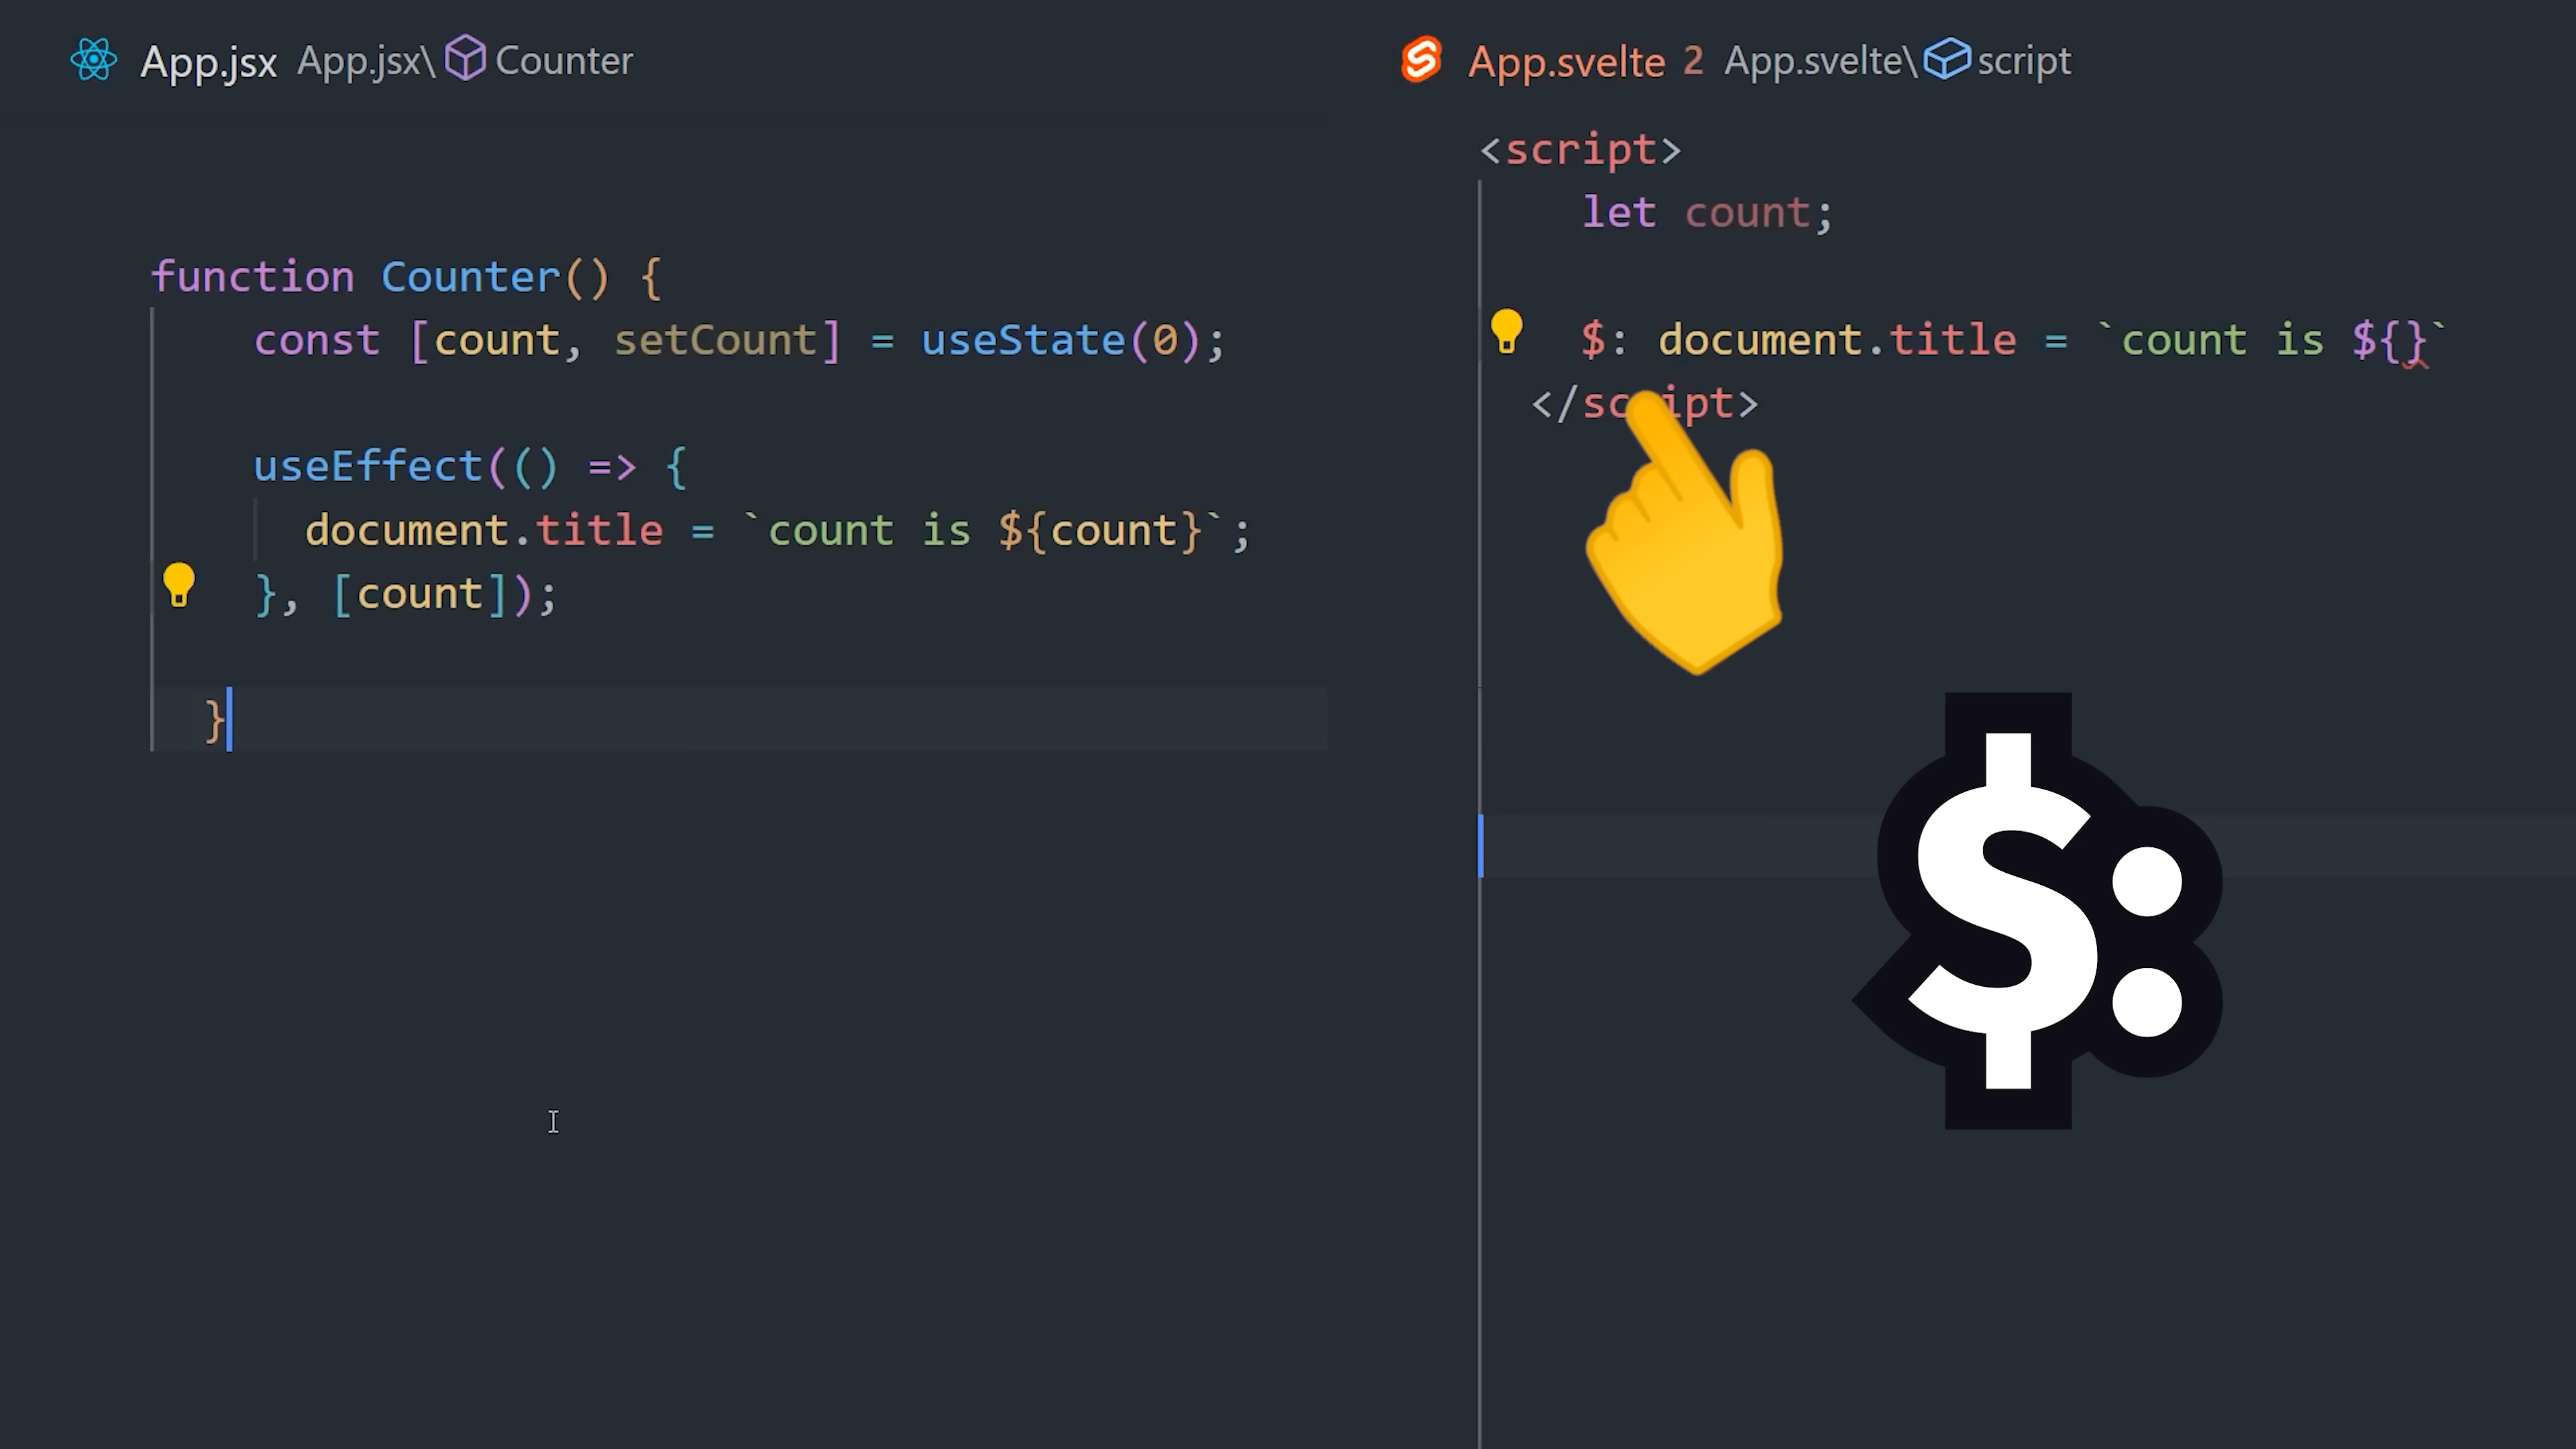 App.jsx App.jsx\Counter
function Counter() {
const [count, setCount] = useState(0);
useEffect(() => {
document.title = `count is ${count}`;
}, [count]);
}
App.svelte 2 App.svelte\script
<script>
let count;
$: document.title = `count is ${}`
</script>
$: